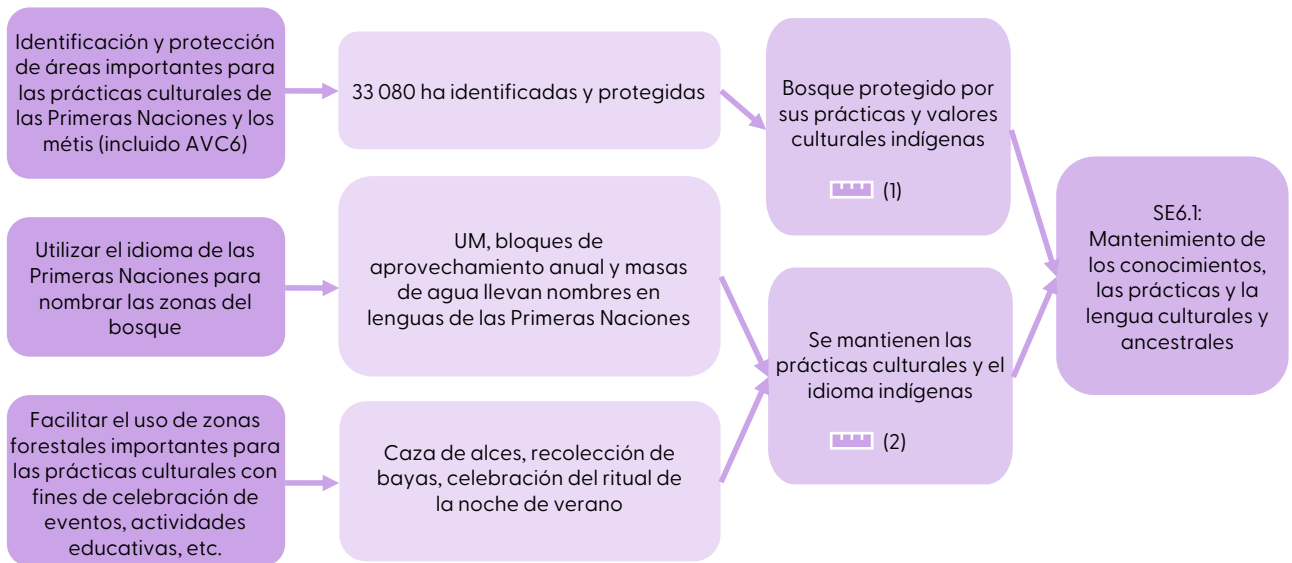 Identificación y protección
de áreas importantes para
las prácticas culturales de
las Primeras Naciones y los
métis (incluido AVC6)
33 080 ha identificadas y protegidas
Bosque protegido por
sus prácticas y valores
culturales indígenas
(1)
Utilizar el idioma de las
Primeras Naciones para
nombrar las zonas del
bosque
UM, bloques de
aprovechamiento anual y masas
de agua llevan nombres en
lenguas de las Primeras Naciones
Se mantienen las
prácticas culturales y el
idioma indígenas
(2)
SE6.1:
Mantenimiento de
los conocimientos,
las prácticas y la
lengua culturales y
ancestrales
Facilitar el uso de zonas
forestales importantes para
las prácticas culturales con
fines de celebración de
eventos, actividades
educativas, etc.
Caza de alces, recolección de
bayas, celebración del ritual de
la noche de verano